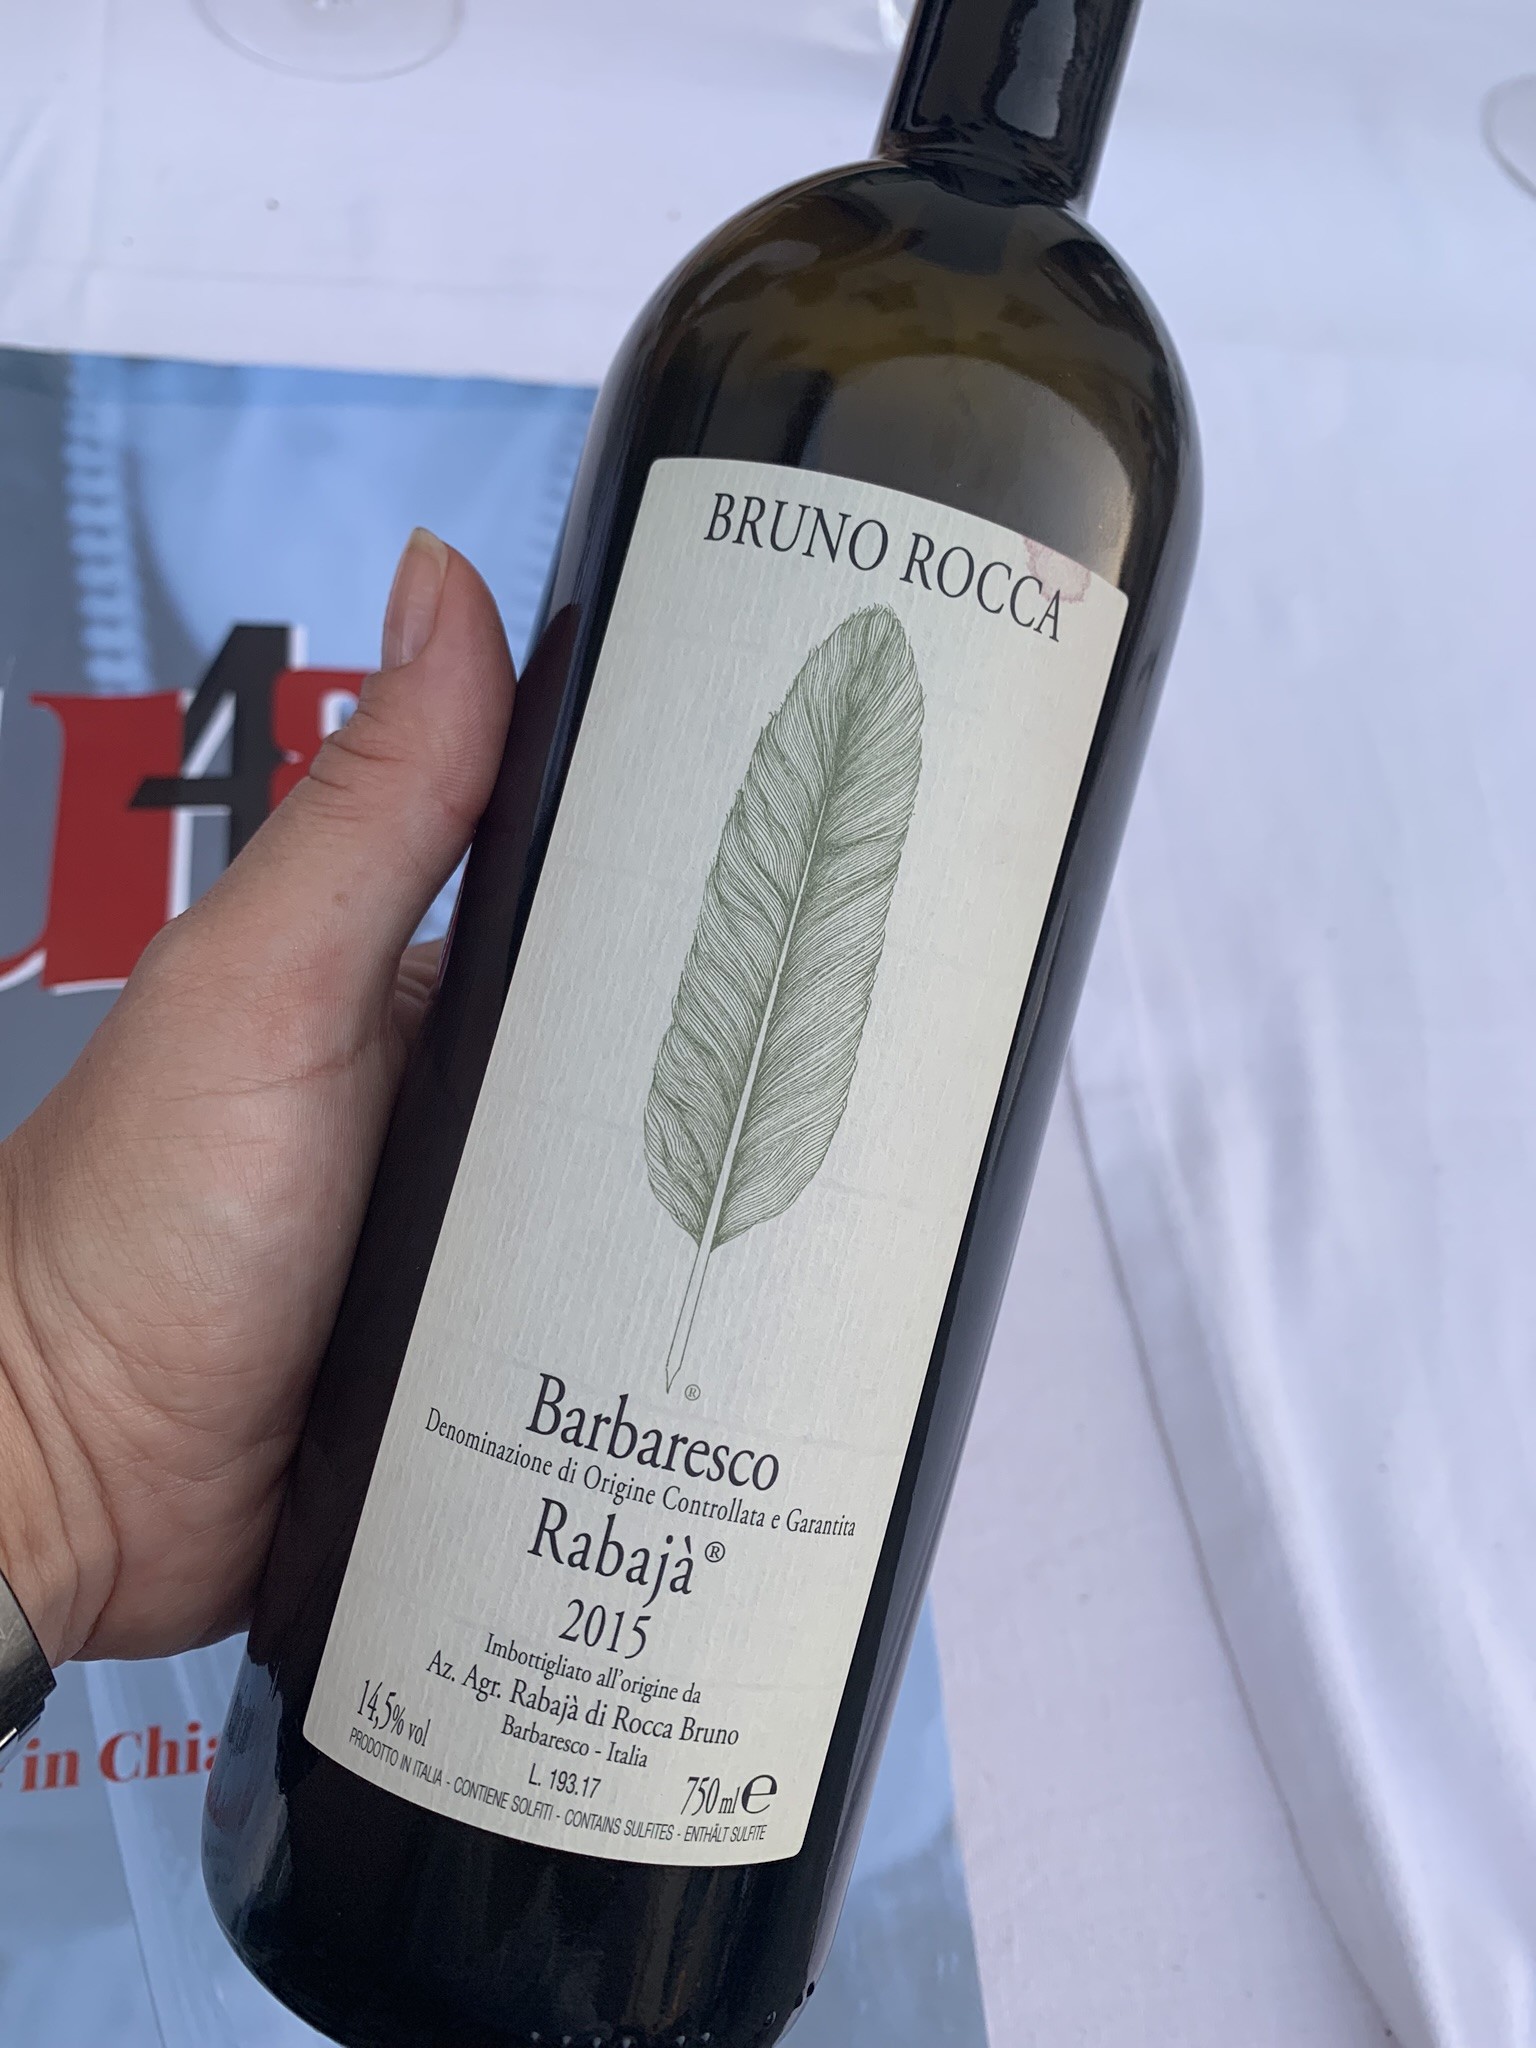 BRUNO ROCCA
®
Barbaresco
Denominazione di Origine Controllata e Garantita
Rabajà®
2015
Imbottigliato all'origine da
Az. Agr. Rabajà di Rocca Bruno
Barbaresco - Italia
14,5% vol
L. 193.17
750 ml e
PRODOTTO IN ITALIA - CONTIENE SOLFITI - CONTAINS SULFITES - ENTHÄLT SULFITE
48
in